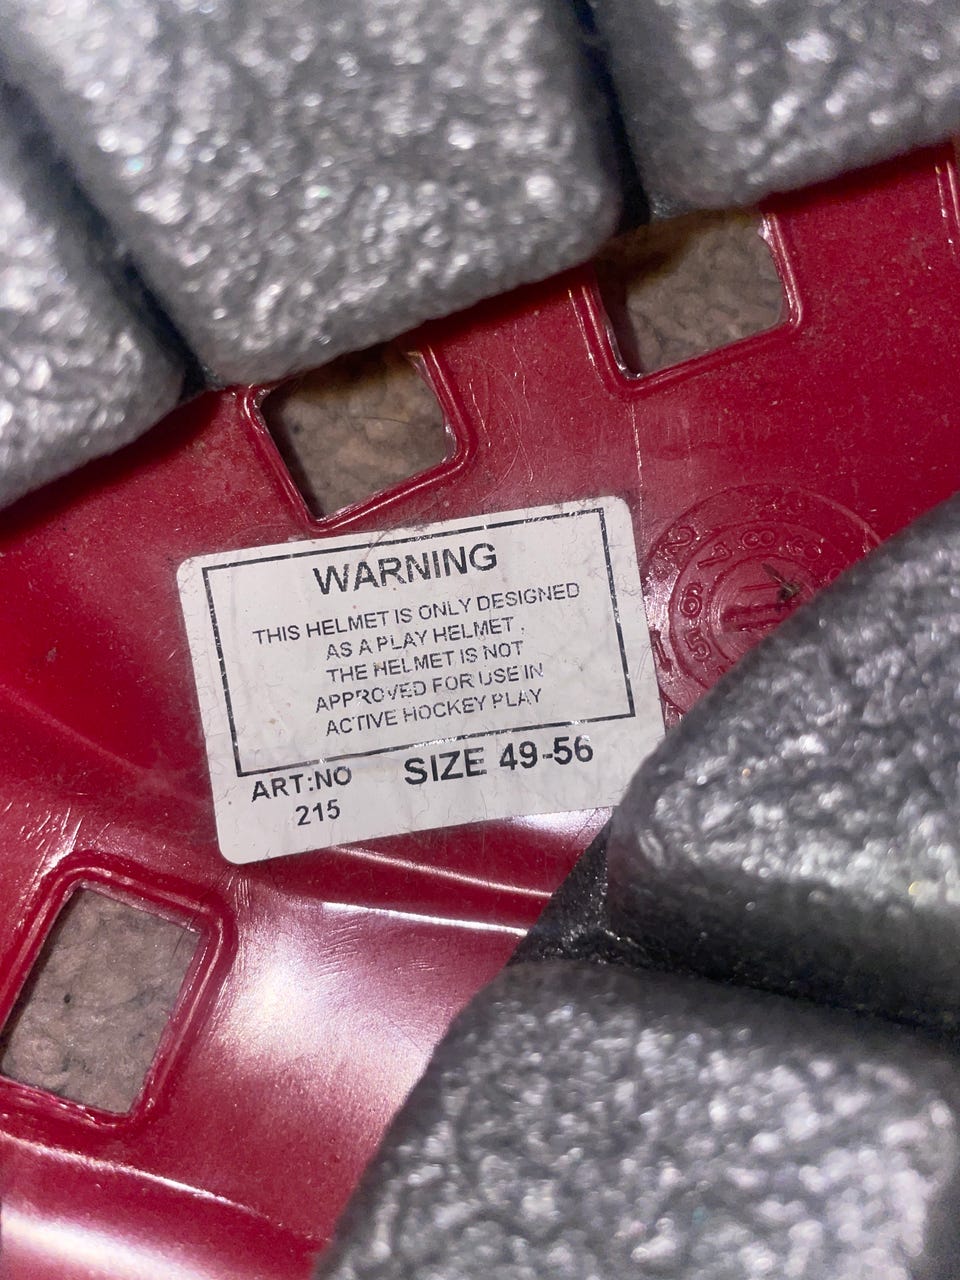 WARNING
THIS HELMET IS ONLY DESIGNED
AS A PLAY HELMET.
THE HELMET IS NOT
APPROVED FOR USE IN
ACTIVE HOCKEY PLAY
ART:NO SIZE 49-56
215